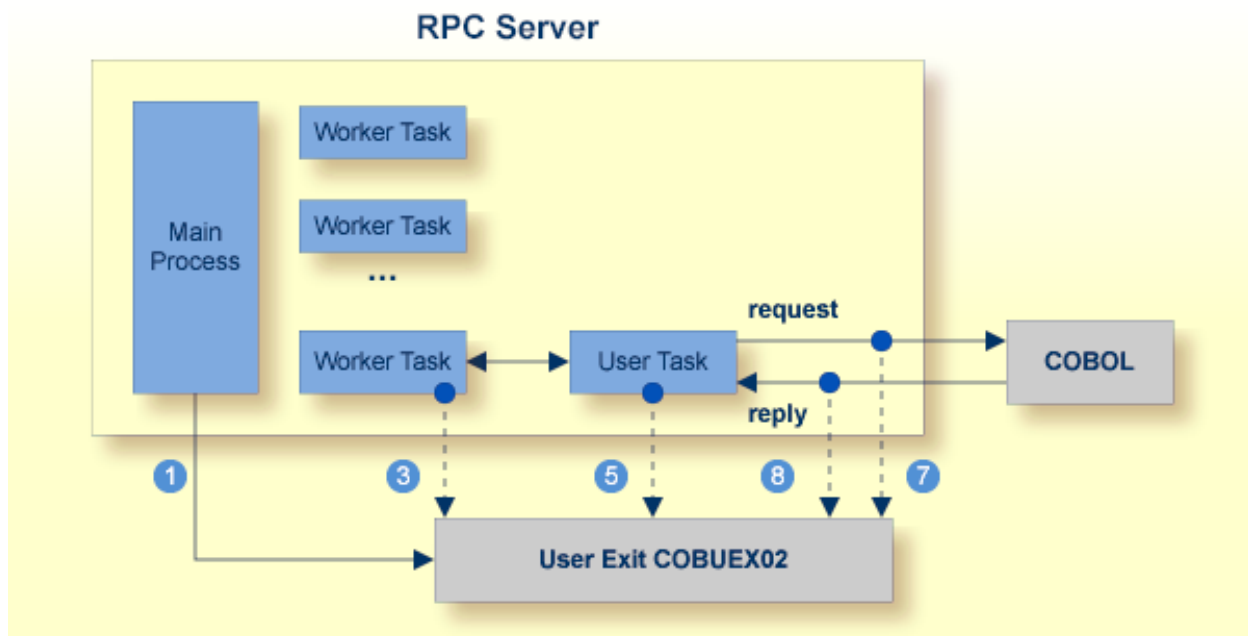 RPC Server
Main
Process
Worker Task
Worker Task
...
Worker Task
User Task
request
reply
COBOL
1
3
5
8
7
User Exit COBUEX02